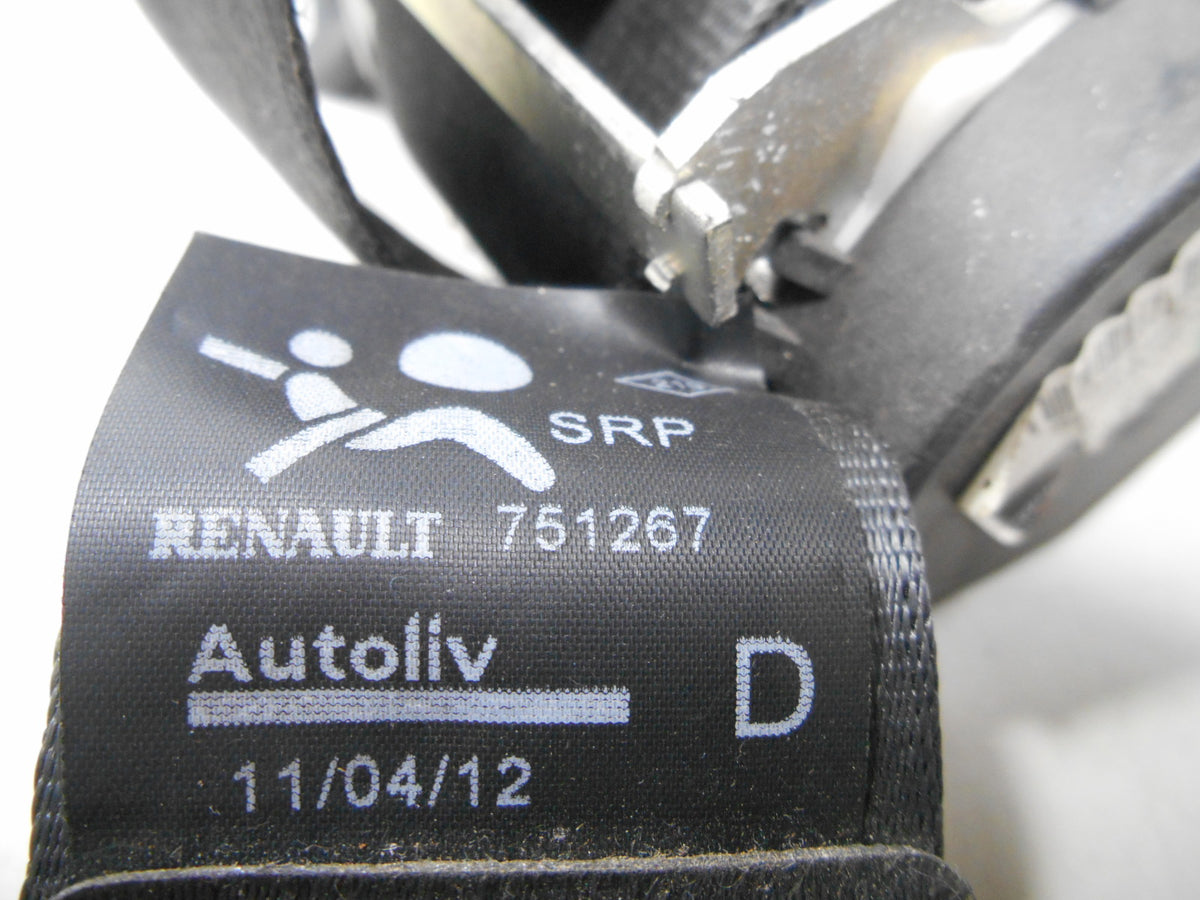 SRP
RENAULT 751267
Autoliv
D
11/04/12